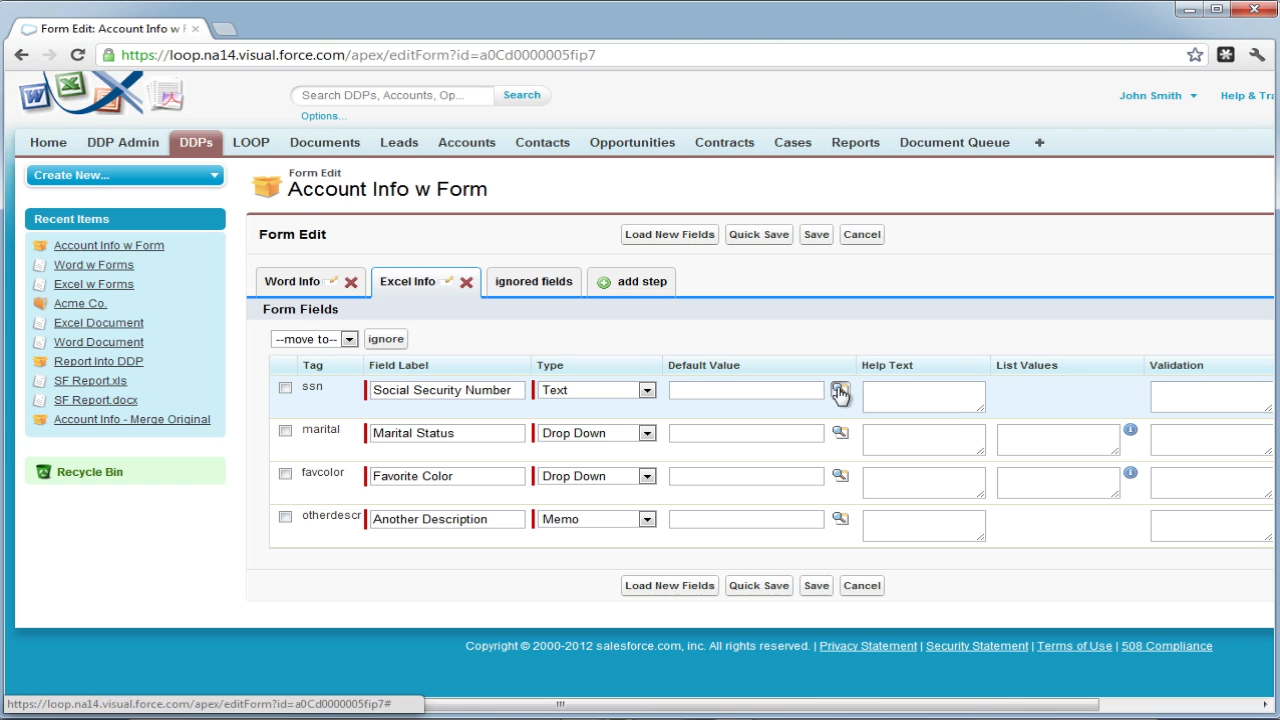 Form Edit: Account Info w F
https://loop.na14.visual.force.com/apex/editForm?id=a0Cd0000005fip7
Search DDPs, Accounts, Op... Search
Options...
John Smith Help & Tra
Home DDP Admin DDPs LOOP Documents Leads Accounts Contacts Opportunities Contracts Cases Reports Document Queue
Create New...
Recent Items
Account Info w Form
Word w Forms
Excel w Forms
Acme Co.
Excel Document
Word Document
Report Into DDP
SF Report.xls
SF Report.docx
Account Info - Merge Original
Recycle Bin
Form Edit
Account Info w Form
Form Edit Load New Fields Quick Save Save Cancel
Word Info Excel Info ignored fields add step
Form Fields
--move to-- ignore
Tag Field Label Type Default Value Help Text List Values Validation
ssn Social Security Number Text
marital Marital Status Drop Down
favcolor Favorite Color Drop Down
otherdescr Another Description Memo
Load New Fields Quick Save Save Cancel
Copyright © 2000-2012 salesforce.com, inc. All rights reserved. | Privacy Statement | Security Statement | Terms of Use | 508 Compliance
https://loop.na14.visual.force.com/apex/editForm?id=a0Cd0000005fip7#